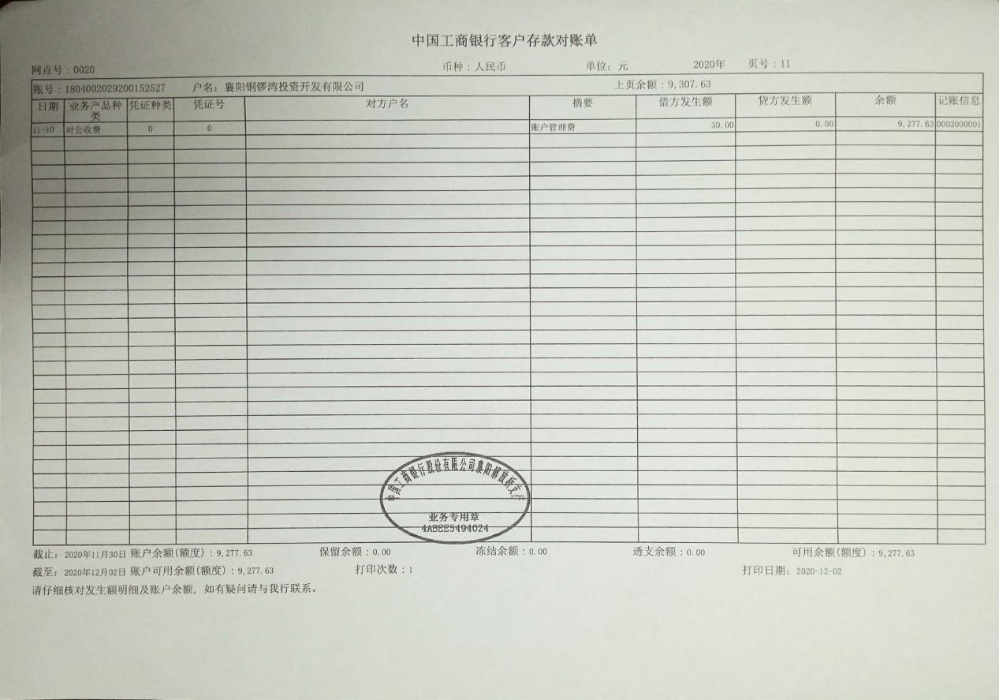 中国工商银行客户存款对账单
网点号：0020 币种：人民币 单位：元 2020年 页号：11
账号：1804002029200152527 户名：襄阳铜锣湾投资开发有限公司 上页余额：9,307.63
日期 业务产品种类 凭证种类 凭证号 对方户名 摘要 借方发生额 贷方发生额 余额 记账信息
11-10 对公收费 0 0 账户管理费 30.00 0.00 9,277.63 0002000001
中国工商银行股份有限公司襄阳解放桥支行
业务专用章
4ABEE5494024
截止：2020年11月30日 账户余额(额度)：9,277.63 保留余额：0.00 冻结余额：0.00 透支余额：0.00 可用余额(额度)：9,277.63
截至：2020年12月02日 账户可用余额(额度)：9,277.63 打印次数：1 打印日期：2020-12-02
请仔细核对发生额明细及账户余额，如有疑问请与我行联系。